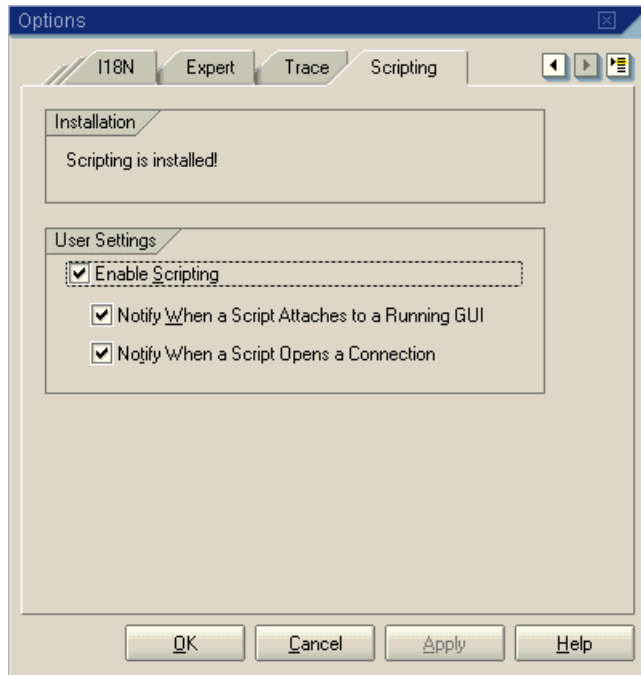 Options
I18N Expert Trace Scripting
Installation
Scripting is installed!
User Settings
Enable Scripting
Notify When a Script Attaches to a Running GUI
Notify When a Script Opens a Connection
OK Cancel Apply Help